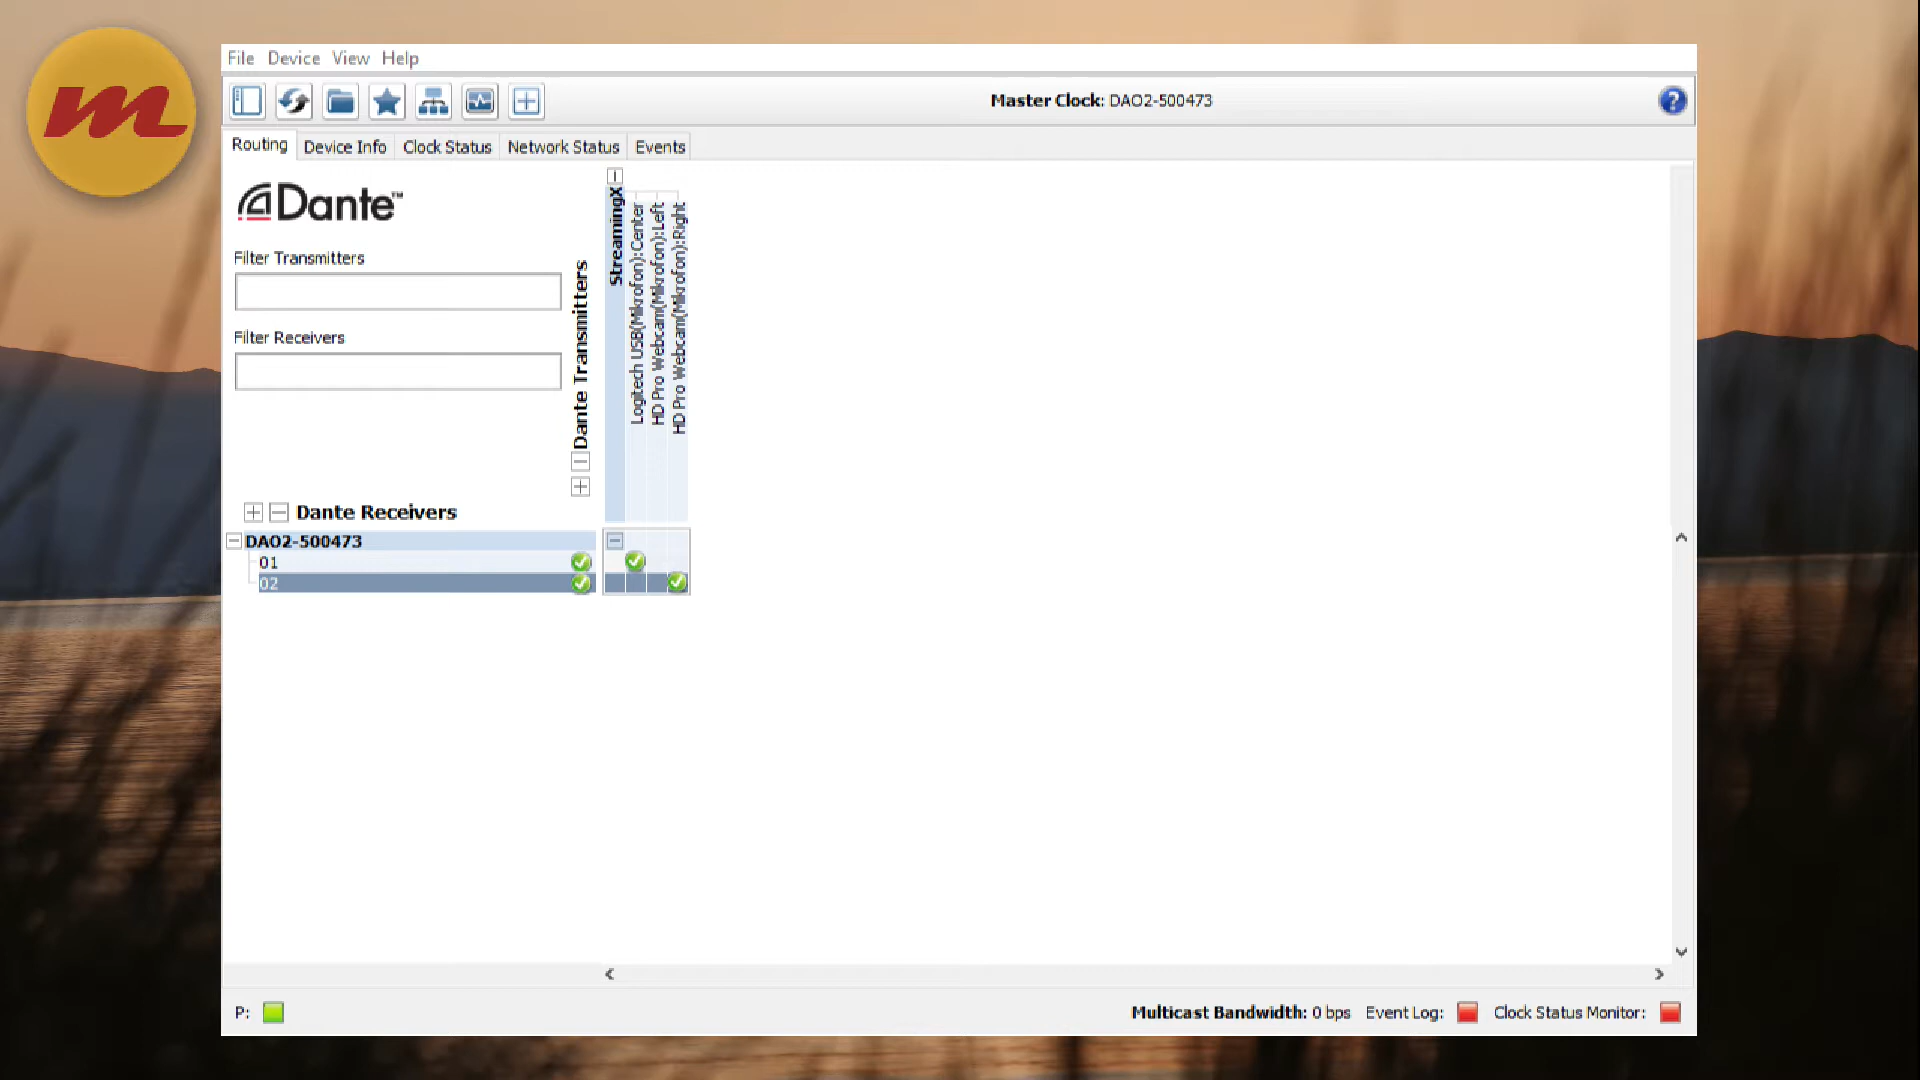 m
File Device View Help
Master Clock: DAO2-500473
Routing Device Info Clock Status Network Status Events
Dante™
Filter Transmitters
Filter Receivers
Dante Transmitters
StreamingX
Logitech USB(Mikrofon):Center
HD Pro Webcam(Mikrofon):Left
HD Pro Webcam(Mikrofon):Right
Dante Receivers
DAO2-500473
01
02
P:
Multicast Bandwidth: 0 bps Event Log: Clock Status Monitor: